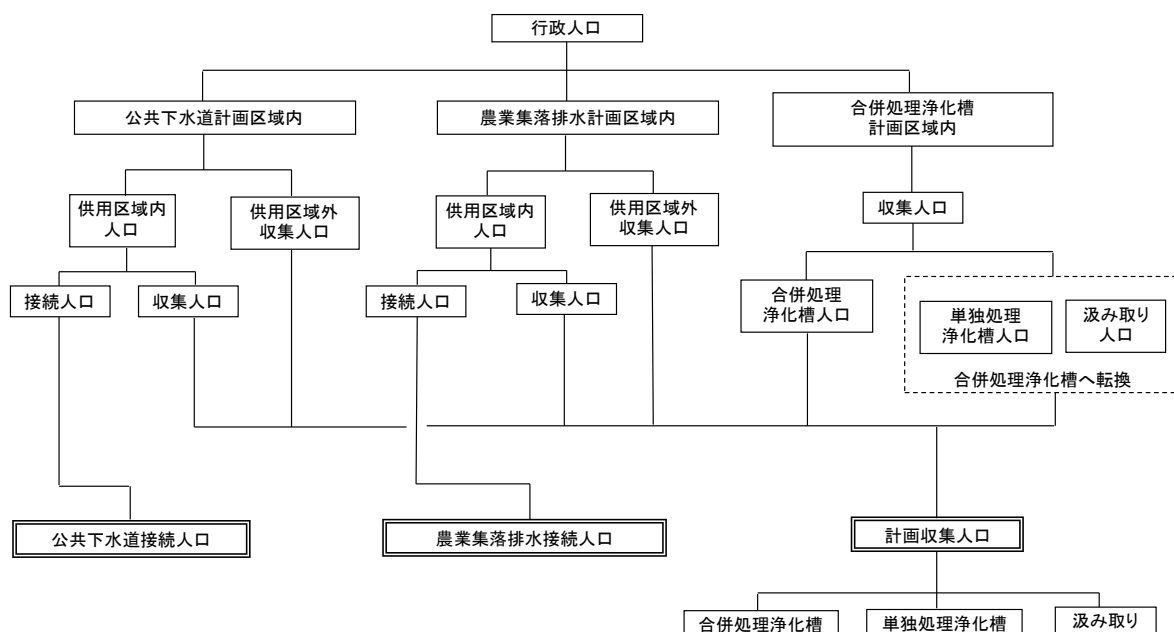 行政人口
公共下水道計画区域内
農業集落排水計画区域内
合併処理浄化槽
計画区域内
供用区域内
人口
供用区域外
収集人口
供用区域内
人口
供用区域外
収集人口
収集人口
接続人口
収集人口
接続人口
収集人口
合併処理
浄化槽人口
単独処理
浄化槽人口
汲み取り
人口
合併処理浄化槽へ転換
公共下水道接続人口
農業集落排水接続人口
計画収集人口
合併処理浄化槽
単独処理浄化槽
汲み取り